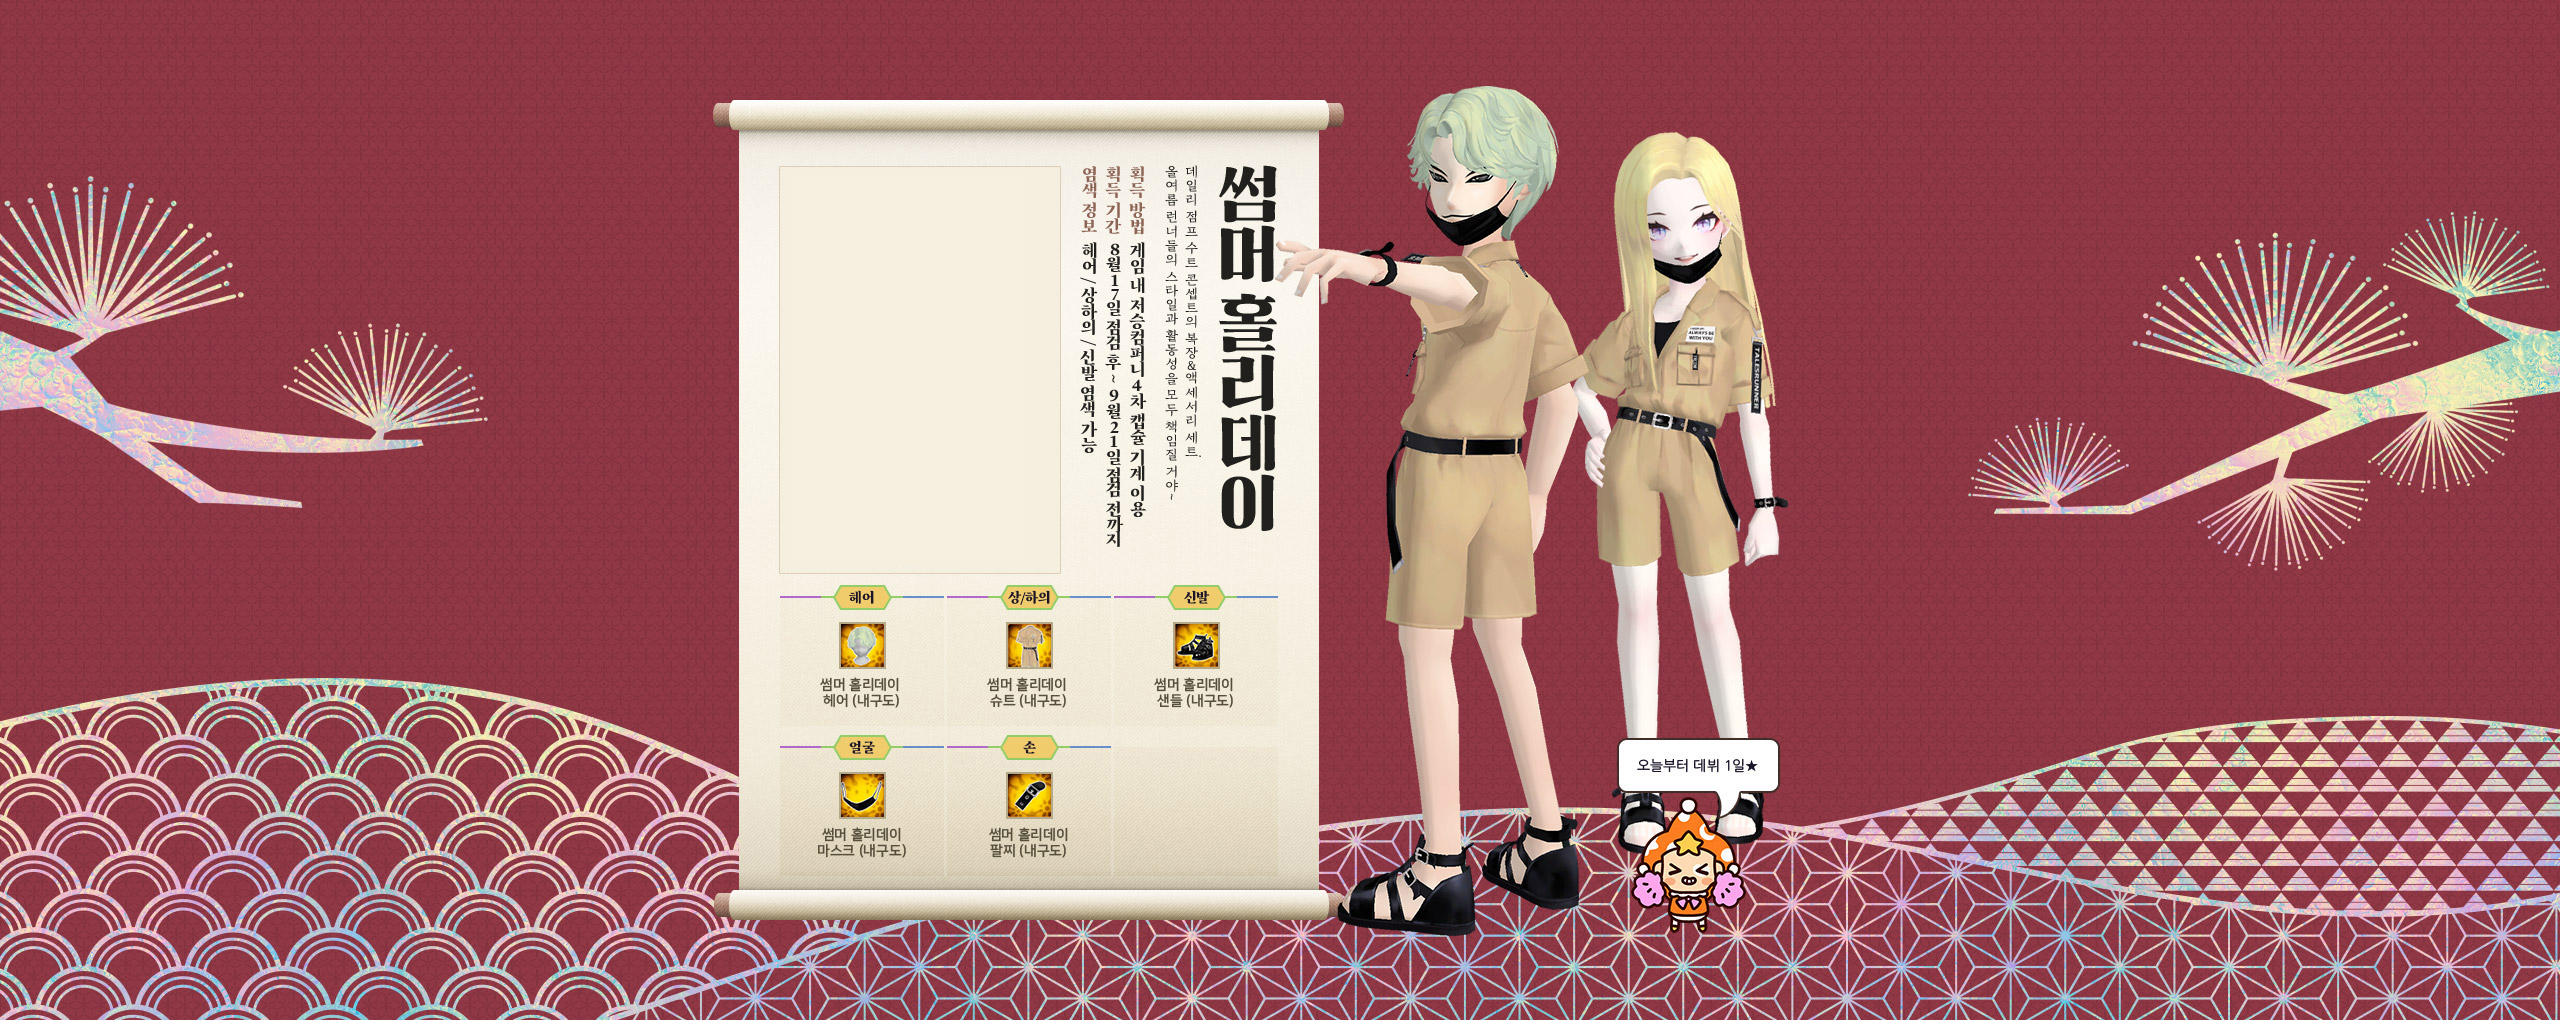 썸머 홀리데이
데일리 점프수트 콘셉트의 복장&액세서리 세트.
올여름 런너들의 스타일과 활동성을 모두 책임질 거야~
획득 방법 게임 내 저승컴퍼니 4차 캡슐 기계 이용
획득 기간 8월 17일 점검 후 ~ 9월 21일 점검 전까지
염색 정보 헤어/상하의/신발 염색 가능
헤어
상/하의
신발
썸머 홀리데이
헤어 (내구도)
썸머 홀리데이
슈트 (내구도)
썸머 홀리데이
샌들 (내구도)
얼굴
손
썸머 홀리데이
마스크 (내구도)
썸머 홀리데이
팔찌 (내구도)
ALWAYS BE
WITH YOU
TALESRUNNER
오늘부터 데뷔 1일★